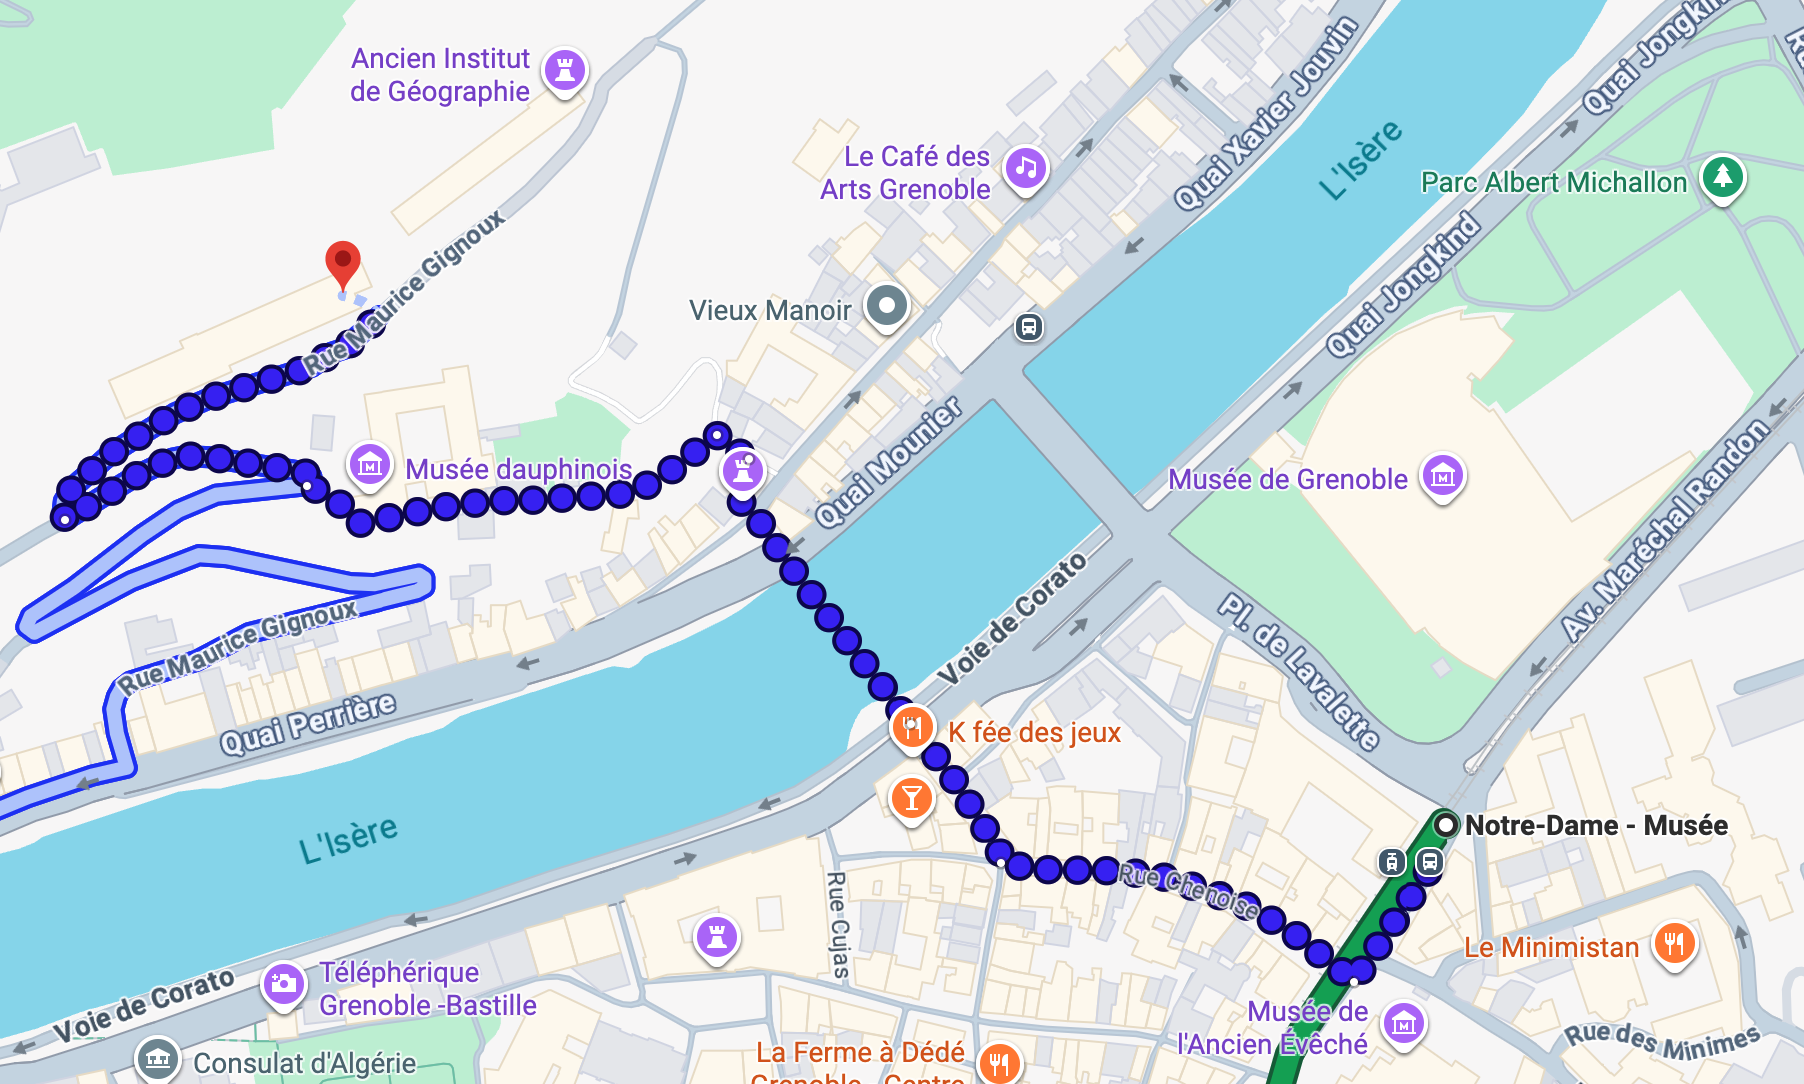 Ancien Institut
de Géographie
Le Café des
Arts Grenoble
Quai Xavier Jouvin
L'Isère
Quai Jongkind
Parc Albert Michallon
Rue Maurice Gignoux
Vieux Manoir
Quai Jongkind
Musée dauphinois
Quai Mounier
Musée de Grenoble
Av. Maréchal Randon
Voie de Corato
Pl. de Lavalette
Rue Maurice Gignoux
Quai Perrière
K fée des jeux
L'Isère
Notre-Dame - Musée
Rue Chenoise
Rue Cujas
Le Minimistan
Téléphérique
Grenoble -Bastille
Voie de Corato
Musée de
l'Ancien Évêché
Rue des Minimes
Consulat d'Algérie
La Ferme à Dédé
Grenoble - Centre